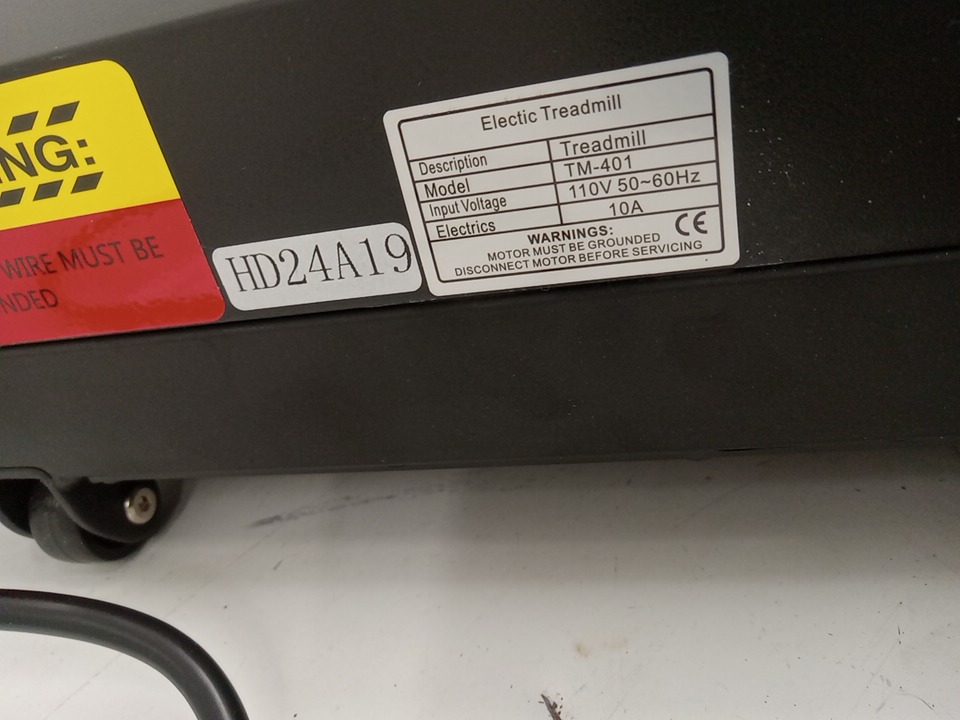 NG:
WIRE MUST BE
NDED
HD24A19
Electic Treadmill
Description Treadmill
Model TM-401
Input Voltage 110V 50~60Hz
Electrics 10A
WARNINGS:
MOTOR MUST BE GROUNDED
DISCONNECT MOTOR BEFORE SERVICING
CE